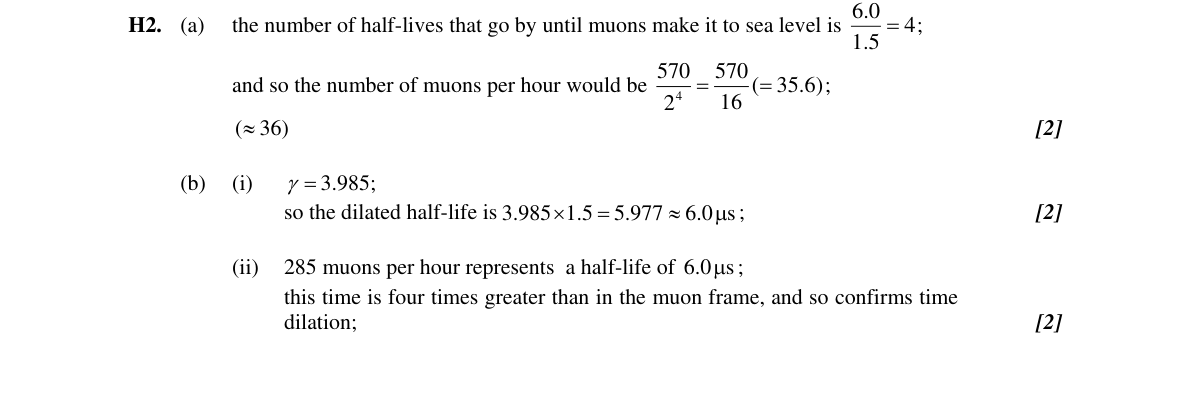 H2. (a) the number of half-lives that go by until muons make it to sea level is 6.0/1.5 = 4;
and so the number of muons per hour would be 570/2⁴ = 570/16 (= 35.6);
(≈ 36) [2]
(b) (i) γ = 3.985;
so the dilated half-life is 3.985×1.5 = 5.977 ≈ 6.0 μs; [2]
(ii) 285 muons per hour represents a half-life of 6.0 μs;
this time is four times greater than in the muon frame, and so confirms time
dilation; [2]